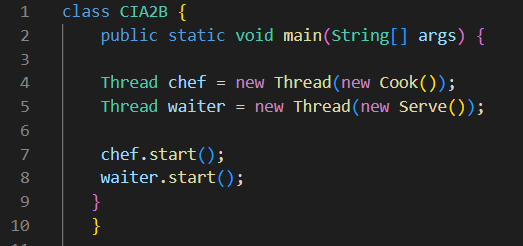 1 class CIA2B {
2 public static void main(String[] args) {
3
4 Thread chef = new Thread(new Cook());
5 Thread waiter = new Thread(new Serve());
6
7 chef.start();
8 waiter.start();
9 }
10 }